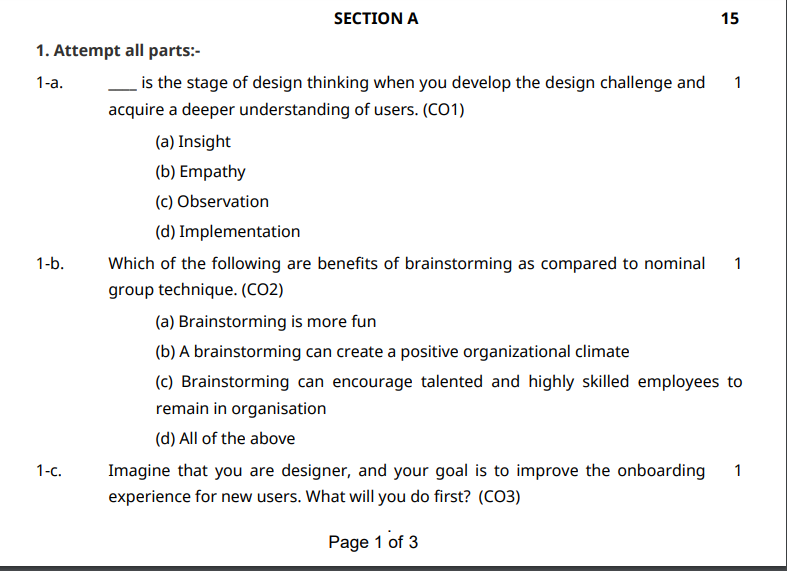 SECTION A 15
1. Attempt all parts:-
1-a. ____ is the stage of design thinking when you develop the design challenge and 1
acquire a deeper understanding of users. (CO1)
(a) Insight
(b) Empathy
(c) Observation
(d) Implementation
1-b. Which of the following are benefits of brainstorming as compared to nominal 1
group technique. (CO2)
(a) Brainstorming is more fun
(b) A brainstorming can create a positive organizational climate
(c) Brainstorming can encourage talented and highly skilled employees to
remain in organisation
(d) All of the above
1-c. Imagine that you are designer, and your goal is to improve the onboarding 1
experience for new users. What will you do first? (CO3)
Page 1 of 3